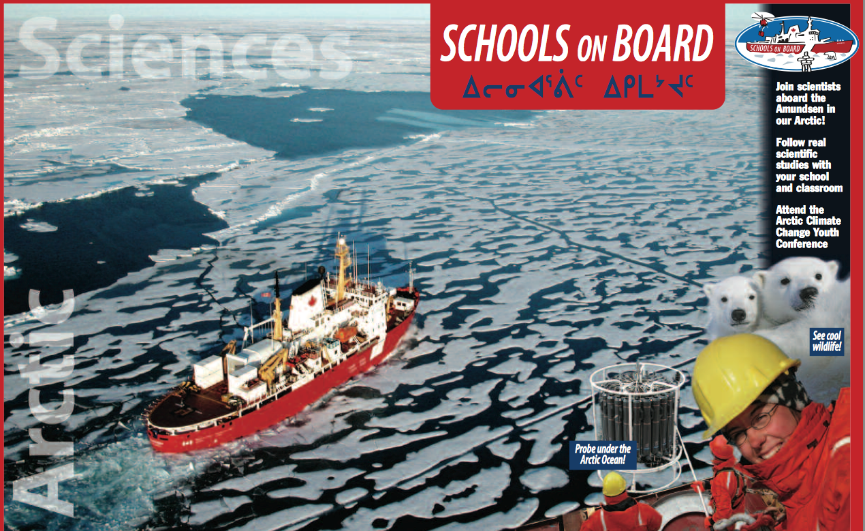 Sciences
SCHOOLS ON BOARD
ᐃᓕᓂᐊᕐᕖᑦ ᐃᑭᒪᔾᔪᑦ
SCHOOLS ON BOARD
Join scientists
aboard the
Amundsen in
our Arctic!
Follow real
scientific
studies with
your school
and classroom
Attend the
Arctic Climate
Change Youth
Conference
Arctic
See cool
wildlife!
Probe under the
Arctic Ocean!